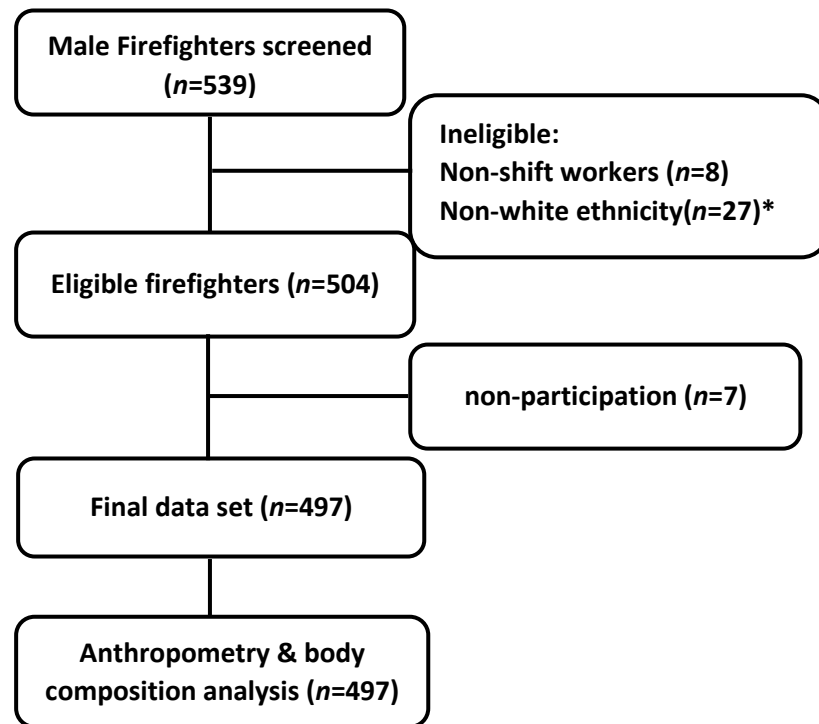 Male Firefighters screened
(n=539)
Ineligible:
Non-shift workers (n=8)
Non-white ethnicity(n=27)*
Eligible firefighters (n=504)
non-participation (n=7)
Final data set (n=497)
Anthropometry & body
composition analysis (n=497)